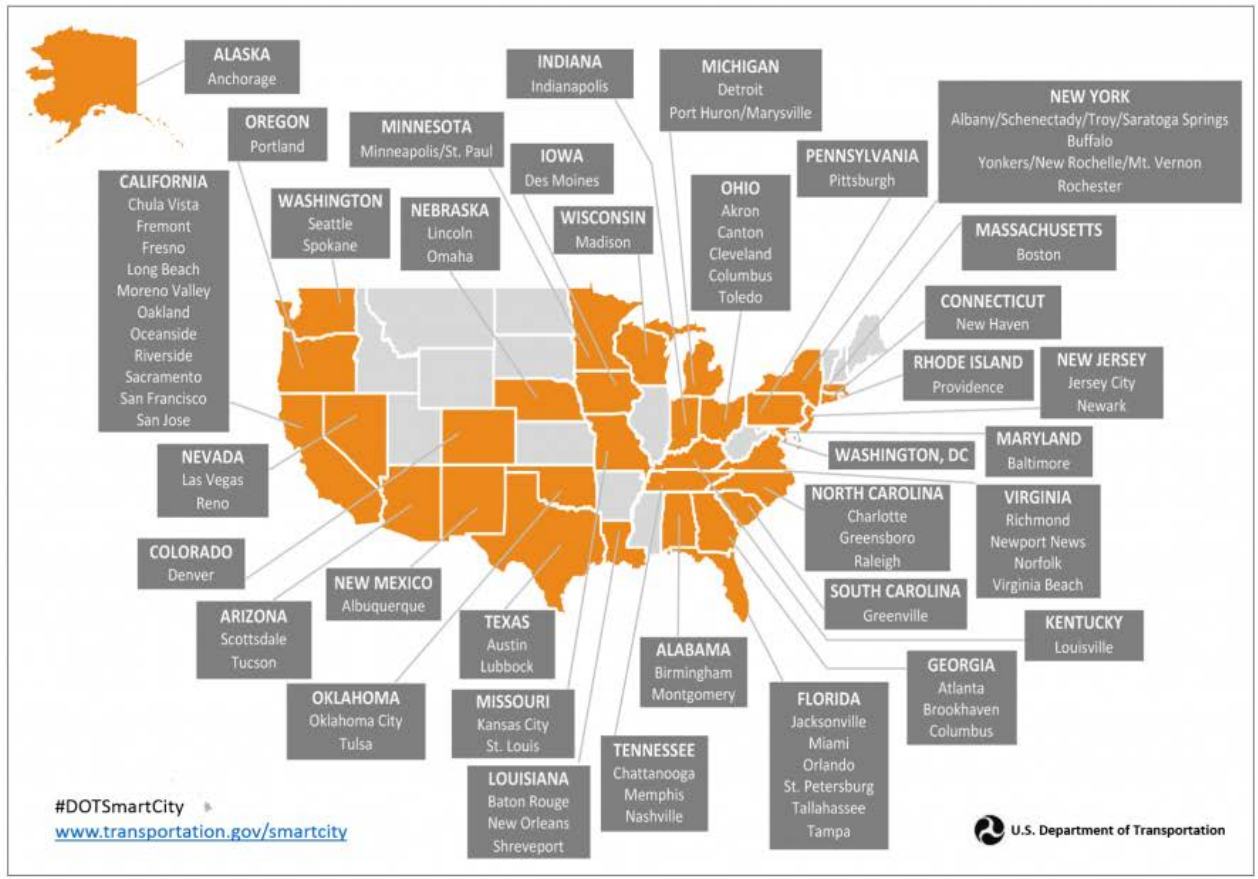 ALASKA
Anchorage
OREGON
Portland
CALIFORNIA
Chula Vista
Fremont
Fresno
Long Beach
Moreno Valley
Oakland
Oceanside
Riverside
Sacramento
San Francisco
San Jose
WASHINGTON
Seattle
Spokane
MINNESOTA
Minneapolis/St. Paul
NEBRASKA
Lincoln
Omaha
INDIANA
Indianapolis
IOWA
Des Moines
WISCONSIN
Madison
MICHIGAN
Detroit
Port Huron/Marysville
OHIO
Akron
Canton
Cleveland
Columbus
Toledo
PENNSYLVANIA
Pittsburgh
NEW YORK
Albany/Schenectady/Troy/Saratoga Springs
Buffalo
Yonkers/New Rochelle/Mt. Vernon
Rochester
MASSACHUSETTS
Boston
CONNECTICUT
New Haven
RHODE ISLAND
Providence
NEW JERSEY
Jersey City
Newark
MARYLAND
Baltimore
WASHINGTON, DC
NEVADA
Las Vegas
Reno
COLORADO
Denver
ARIZONA
Scottsdale
Tucson
NEW MEXICO
Albuquerque
OKLAHOMA
Oklahoma City
Tulsa
TEXAS
Austin
Lubbock
MISSOURI
Kansas City
St. Louis
LOUISIANA
Baton Rouge
New Orleans
Shreveport
TENNESSEE
Chattanooga
Memphis
Nashville
ALABAMA
Birmingham
Montgomery
FLORIDA
Jacksonville
Miami
Orlando
St. Petersburg
Tallahassee
Tampa
NORTH CAROLINA
Charlotte
Greensboro
Raleigh
SOUTH CAROLINA
Greenville
VIRGINIA
Richmond
Newport News
Norfolk
Virginia Beach
KENTUCKY
Louisville
GEORGIA
Atlanta
Brookhaven
Columbus
#DOTSmartCity
www.transportation.gov/smartcity
U.S. Department of Transportation